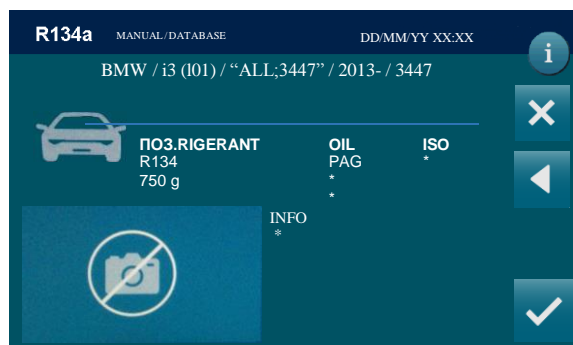 R134a MANUAL/DATABASE DD/MM/YY XX:XX
i
BMW / i3 (l01) / “ALL;3447” / 2013- / 3447
ПОЗ.RIGERANT OIL ISO
R134 PAG *
750 g *
*
INFO
*